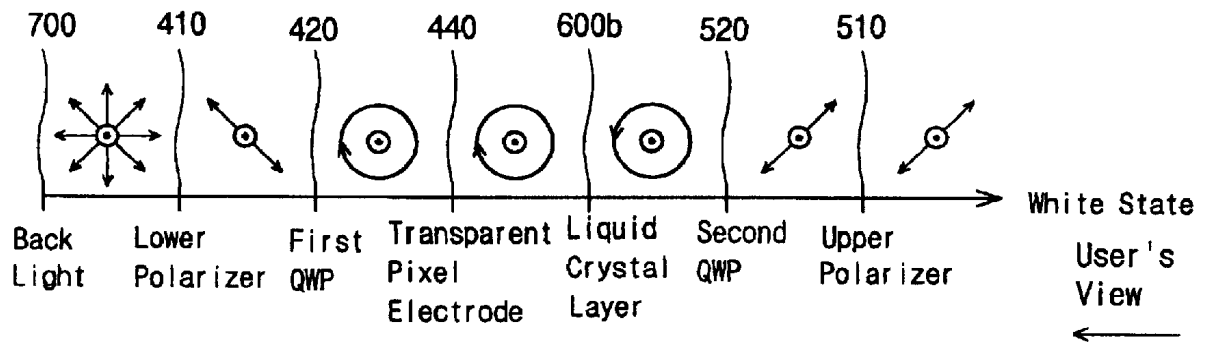 700 410 420 440 600b 520 510
White State
Back Light
Lower Polarizer
First QWP
Transparent Pixel Electrode
Liquid Crystal Layer
Second QWP
Upper Polarizer
User's View